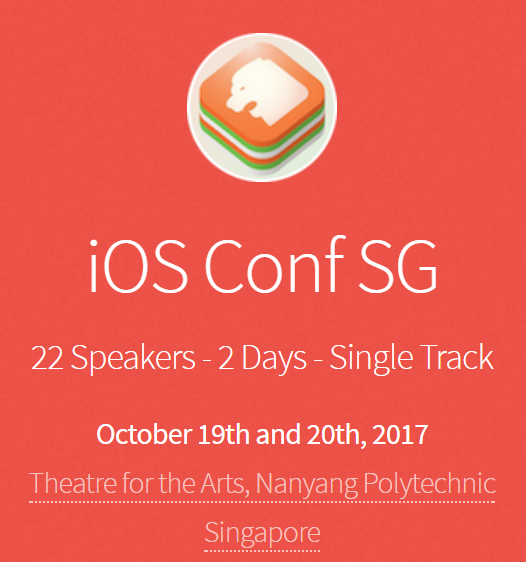 iOS Conf SG
22 Speakers - 2 Days - Single Track
October 19th and 20th, 2017
Theatre for the Arts, Nanyang Polytechnic
Singapore